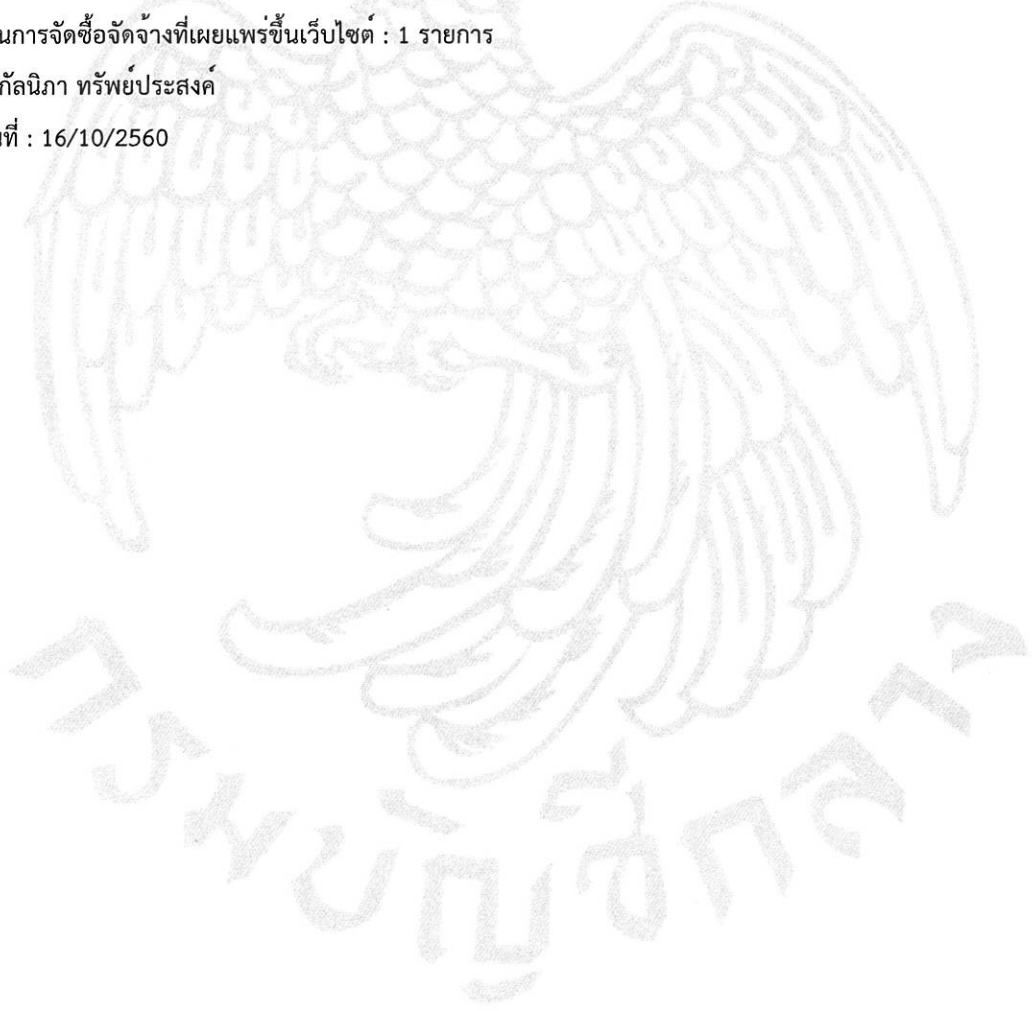 นการจัดซื้อจัดจ้างที่เผยแพร่ขึ้นเว็บไซต์ : 1 รายการ
กัลนิภา ทรัพย์ประสงค์
ที่ : 16/10/2560
กรมบัญชีกลาง